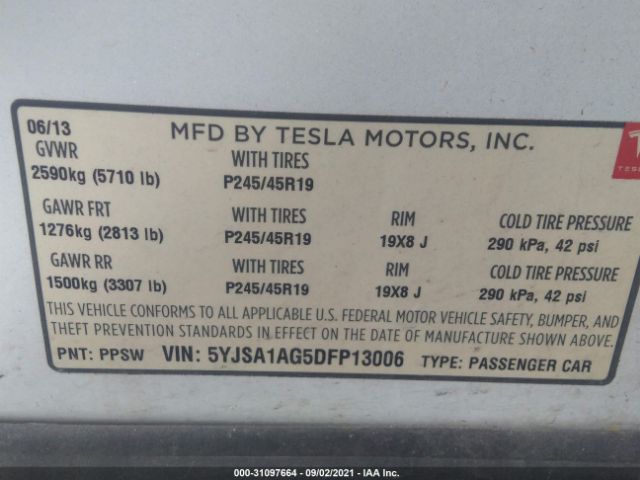 06/13 MFD BY TESLA MOTORS, INC.
GVWR WITH TIRES
2590kg (5710 lb) P245/45R19
GAWR FRT WITH TIRES RIM COLD TIRE PRESSURE
1276kg (2813 lb) P245/45R19 19X8 J 290 kPa, 42 psi
GAWR RR WITH TIRES RIM COLD TIRE PRESSURE
1500kg (3307 lb) P245/45R19 19X8 J 290 kPa, 42 psi
THIS VEHICLE CONFORMS TO ALL APPLICABLE U.S. FEDERAL MOTOR VEHICLE SAFETY, BUMPER, AND
THEFT PREVENTION STANDARDS IN EFFECT ON THE DATE OF MANUFACTURE SHOWN ABOVE.
PNT: PPSW VIN: 5YJSA1AG5DFP13006 TYPE: PASSENGER CAR
000-31097664 - 09/02/2021 - IAA Inc.